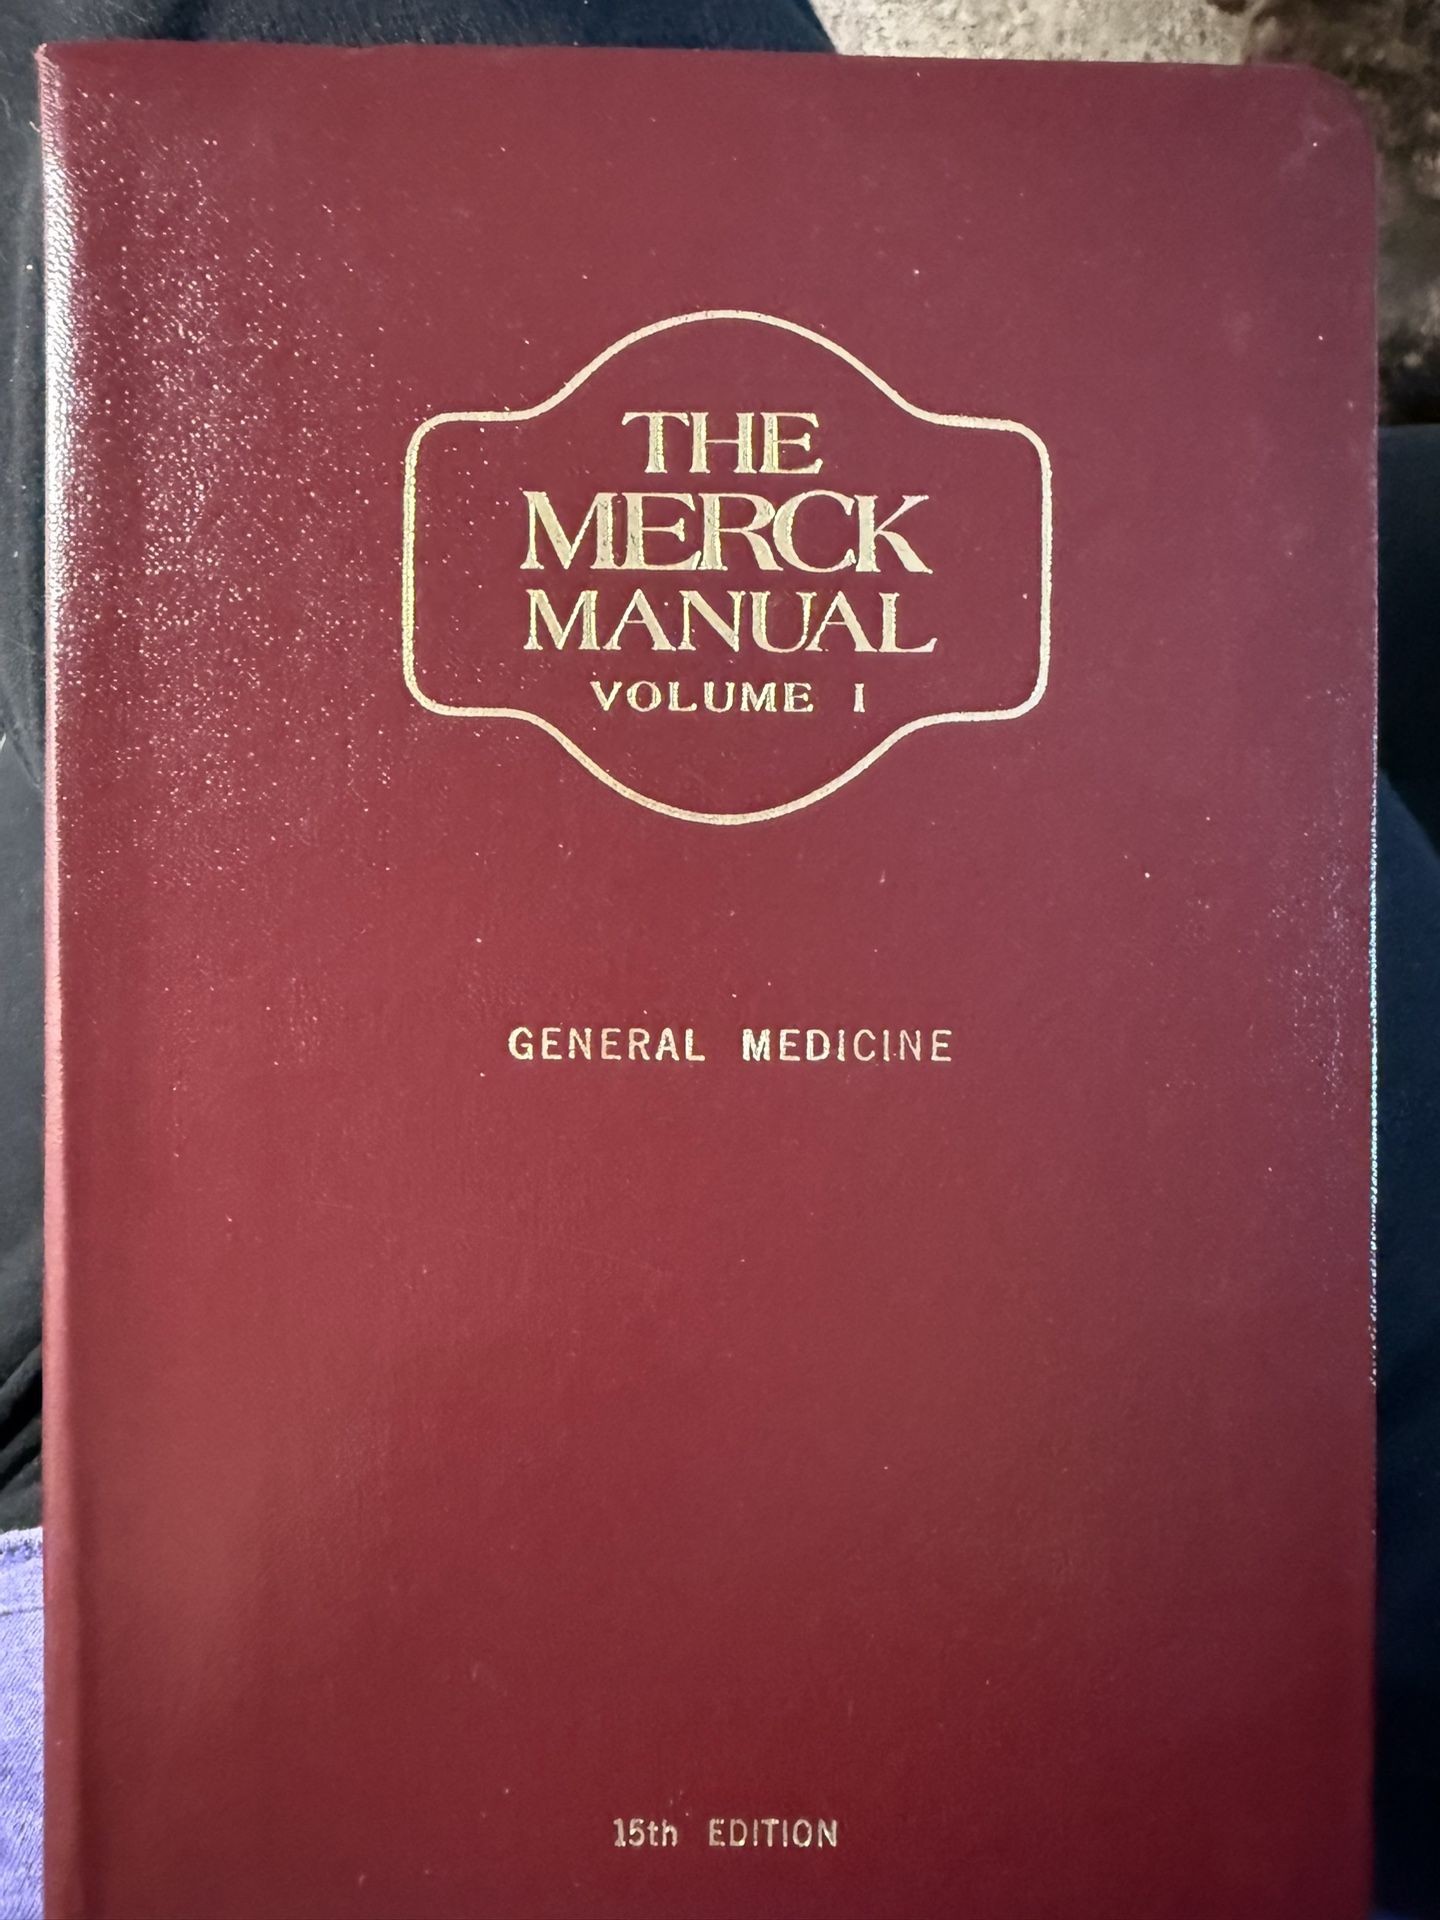 THE
MERCK
MANUAL
VOLUME I
GENERAL MEDICINE
15th EDITION